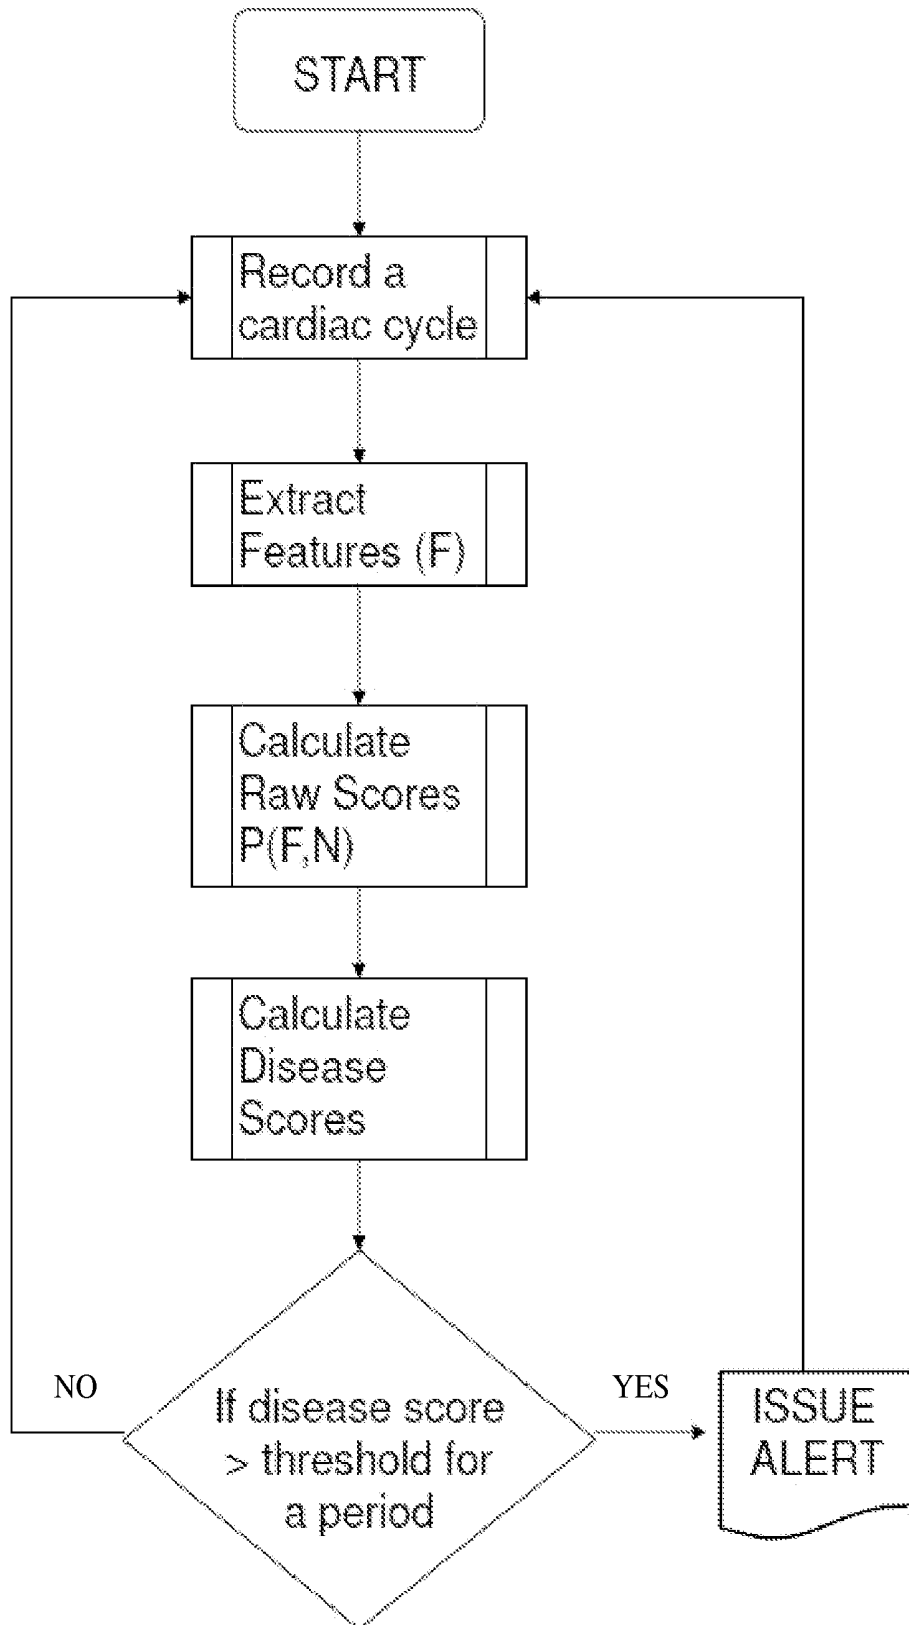 START
Record a
cardiac cycle
Extract
Features (F)
Calculate
Raw Scores
P(F,N)
Calculate
Disease
Scores
NO
If disease score
> threshold for
a period
YES
ISSUE
ALERT